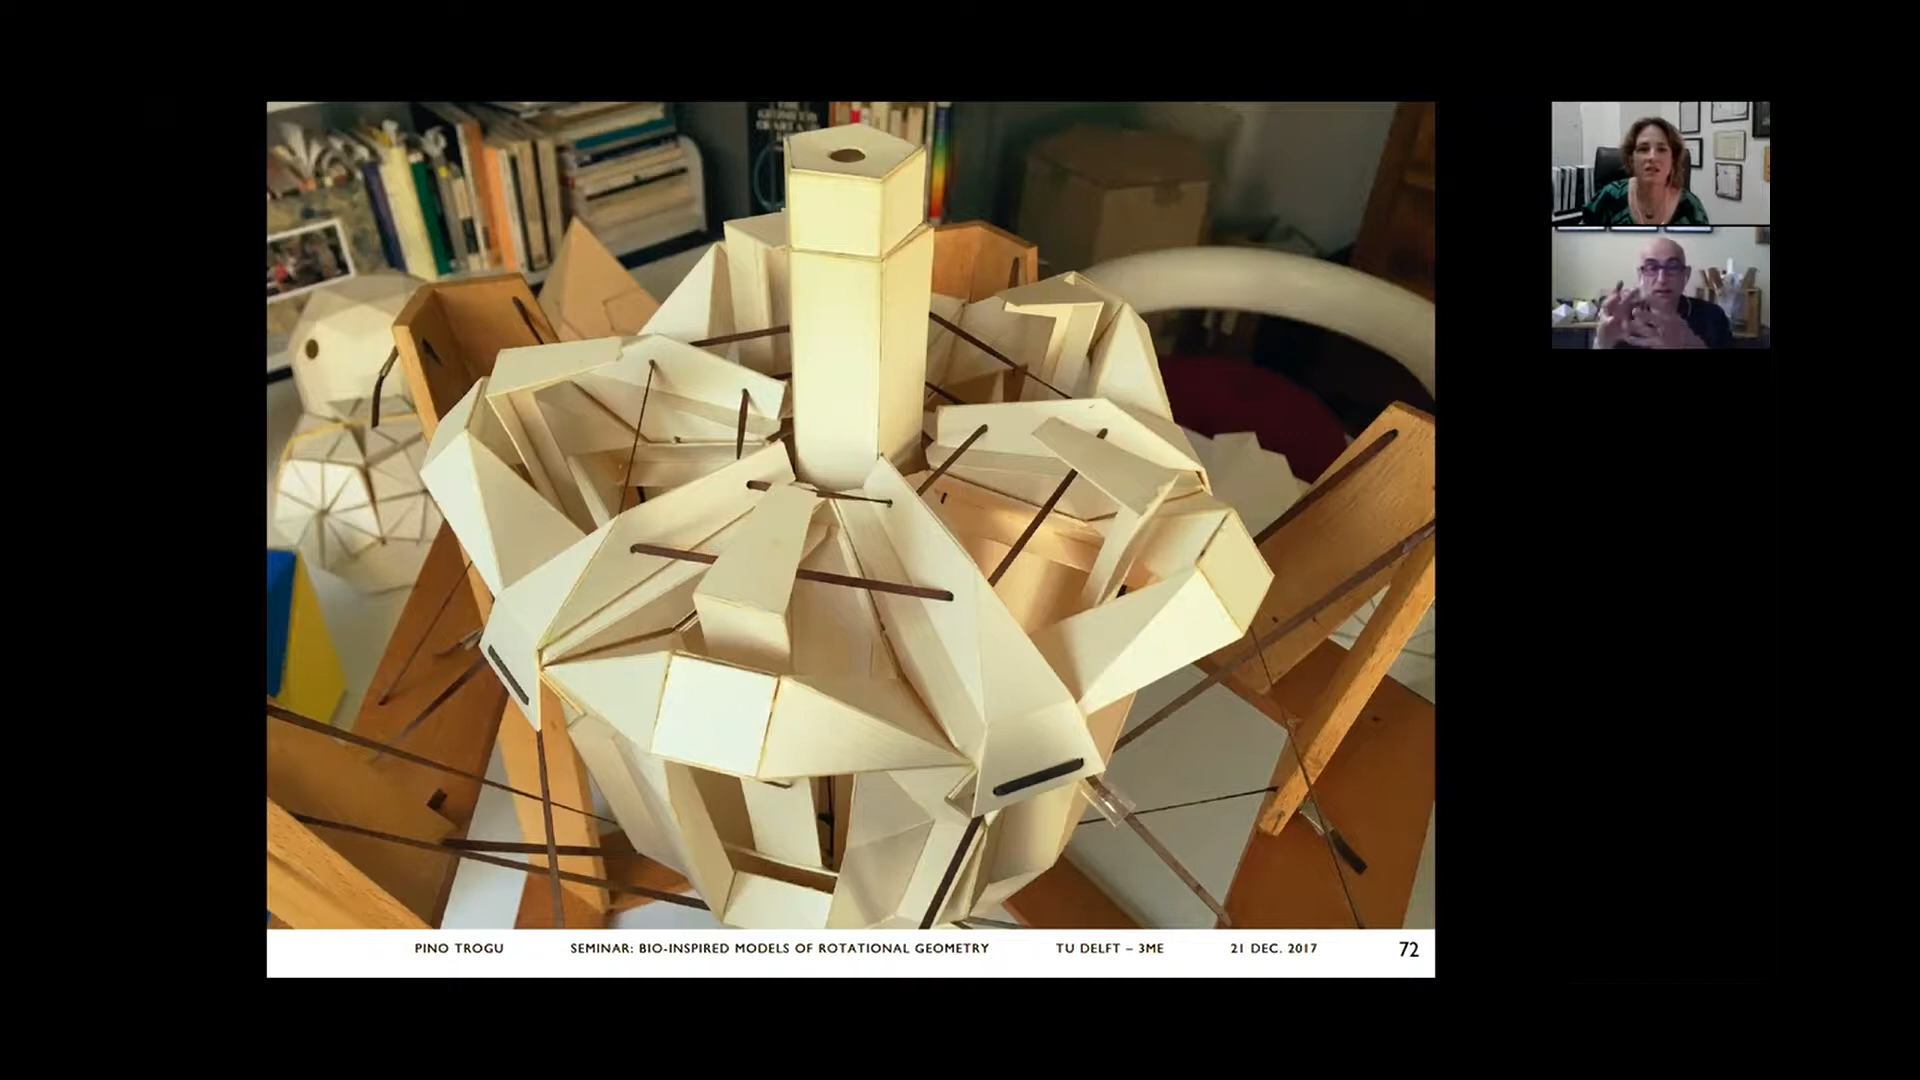 PINO TROGU SEMINAR: BIO-INSPIRED MODELS OF ROTATIONAL GEOMETRY TU DELFT – 3ME 21 DEC. 2017 72